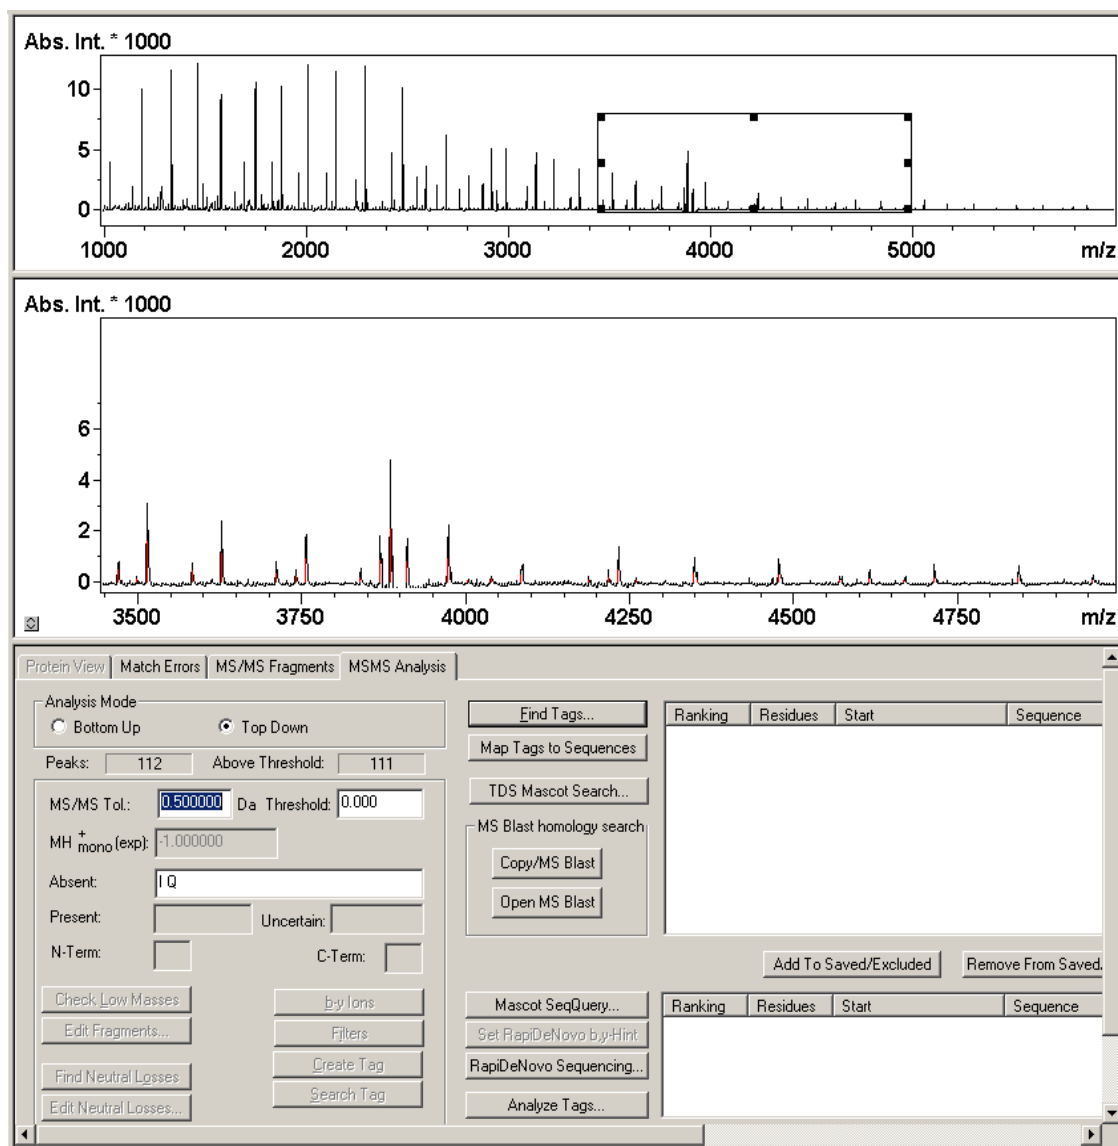 Abs. Int. * 1000
10
5
0
1000 2000 3000 4000 5000 m/z
Abs. Int. * 1000
6
4
2
0
3500 3750 4000 4250 4500 4750 m/z
Protein View Match Errors MS/MS Fragments MSMS Analysis
Analysis Mode
Bottom Up Top Down
Peaks: 112 Above Threshold: 111
MS/MS Tol.: 0.500000 Da Threshold: 0.000
MH + mono (exp): -1.000000
Absent: I Q
Present: Uncertain:
N-Term: C-Term:
Check Low Masses b-y Ions
Edit Fragments... Filters
Create Tag
Find Neutral Losses
Search Tag
Edit Neutral Losses...
Find Tags...
Map Tags to Sequences
TDS Mascot Search...
MS Blast homology search
Copy/MS Blast
Open MS Blast
Mascot SeqQuery...
Set RapiDeNovo b,y-Hint
RapiDeNovo Sequencing...
Analyze Tags...
Ranking Residues Start Sequence
Add To Saved/Excluded Remove From Saved
Ranking Residues Start Sequence